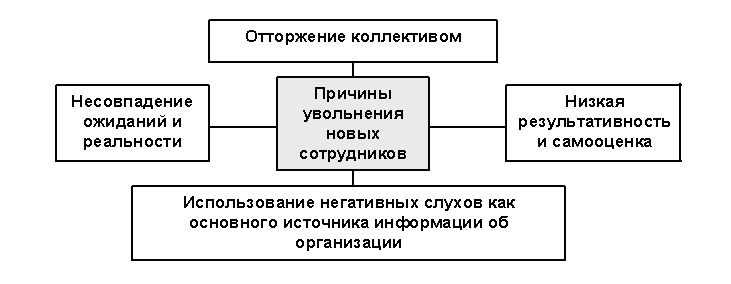 Отторжение коллективом
Несовпадение
ожиданий и
реальности
Причины
увольнения
новых
сотрудников
Низкая
результативность
и самооценка
Использование негативных слухов как
основного источника информации об
организации